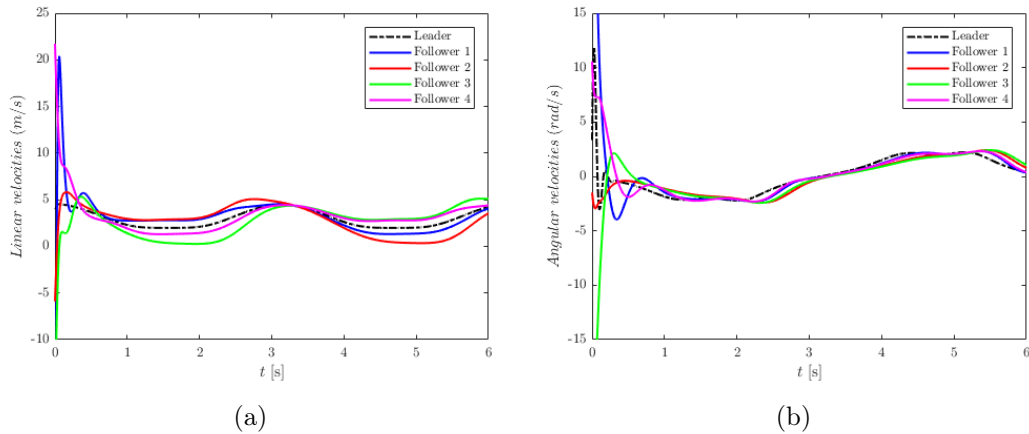 25
20
15
10
5
0
-5
-10
0 1 2 3 4 5 6
Linear velocities (m/s)
t [s]
Leader
Follower 1
Follower 2
Follower 3
Follower 4
(a)
15
10
5
0
-5
-10
-15
0 1 2 3 4 5 6
Angular velocities (rad/s)
t [s]
Leader
Follower 1
Follower 2
Follower 3
Follower 4
(b)